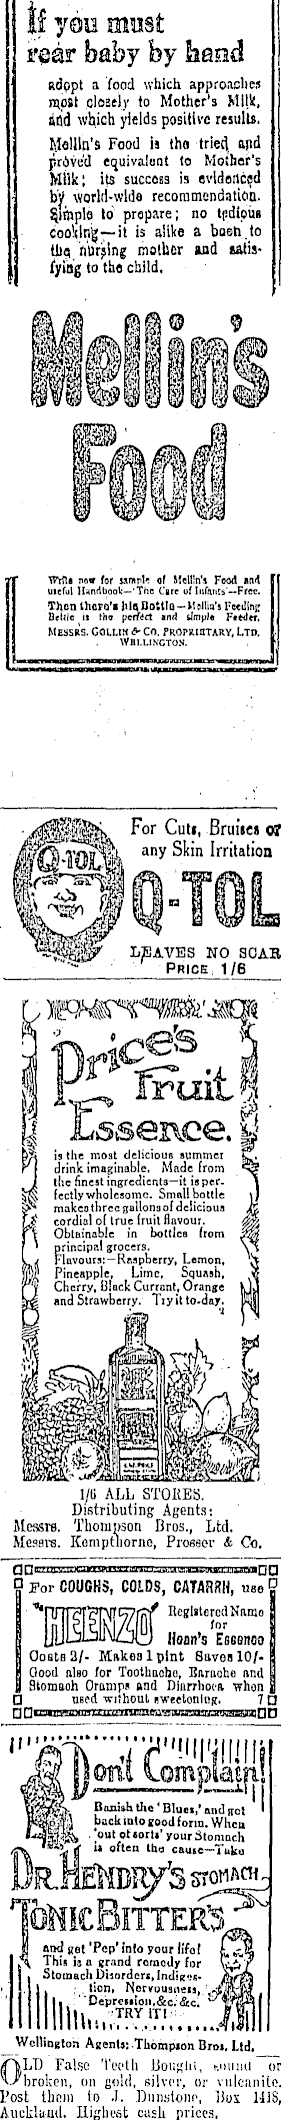 If you must
rear baby by hand
adopt a food which approaches
most closely to Mother's Milk,
and which yields positive results.
Mellin's Food is the tried and
proved equivalent to Mother's
Milk; its success is evidenced
by world-wide recommendation.
Simple to prepare; no tedious
cooking—it is alike a boon to
the nursing mother and satis-
fying to the child.
Mellin's
Food
Write now for sample of Mellin's Food and
useful Handbook—'The Care of Infants'—Free.
Then there's his Bottle—Mellin's Feeding
Bottle is the perfect and simple Feeder.
MESSRS. GOLLIN & CO. PROPRIETARY, LTD.
WELLINGTON.
Q-TOL
For Cuts, Bruises or
any Skin Irritation
Q-TOL
LEAVES NO SCAR
PRICE, 1/6
Price's
Fruit
Essence.
is the most delicious summer
drink imaginable. Made from
the finest ingredients—it is per-
fectly wholesome. Small bottle
makes three gallons of delicious
cordial of true fruit flavour.
Obtainable in bottles from
principal grocers.
Flavours:—Raspberry, Lemon,
Pineapple, Lime, Squash,
Cherry, Black Currant, Orange
and Strawberry. Try it to-day.
2
1/6 ALL STORES.
Distributing Agents:
Messrs. Thompson Bros., Ltd.
Messrs. Kempthorne, Prosser & Co.
For COUGHS, COLDS, CATARRH, use
"HEENZO"
Registered Name
for
Hean's Essence
Costs 2/- Makes 1 pint Saves 10/-
Good also for Toothache, Earache and
Stomach Cramps and Diarrhoea when
used without sweetening. 7
Don't Complain!
Banish the 'Blues,' and get
back into good form. When
'out of sorts' your Stomach
is often the cause—Take
DR. HENDRY'S STOMACH
TONIC BITTERS
and get 'Pep' into your life!
This is a grand remedy for
Stomach Disorders, Indiges-
tion, Nervousness,
Depression, &c. &c.
TRY IT!
Wellington Agents: Thompson Bros. Ltd.
OLD False Teeth Bought, sound or
broken, on gold, silver, or vulcanite.
Post them to J. Dunstone, Box 1418,
Auckland. Highest cash prices.